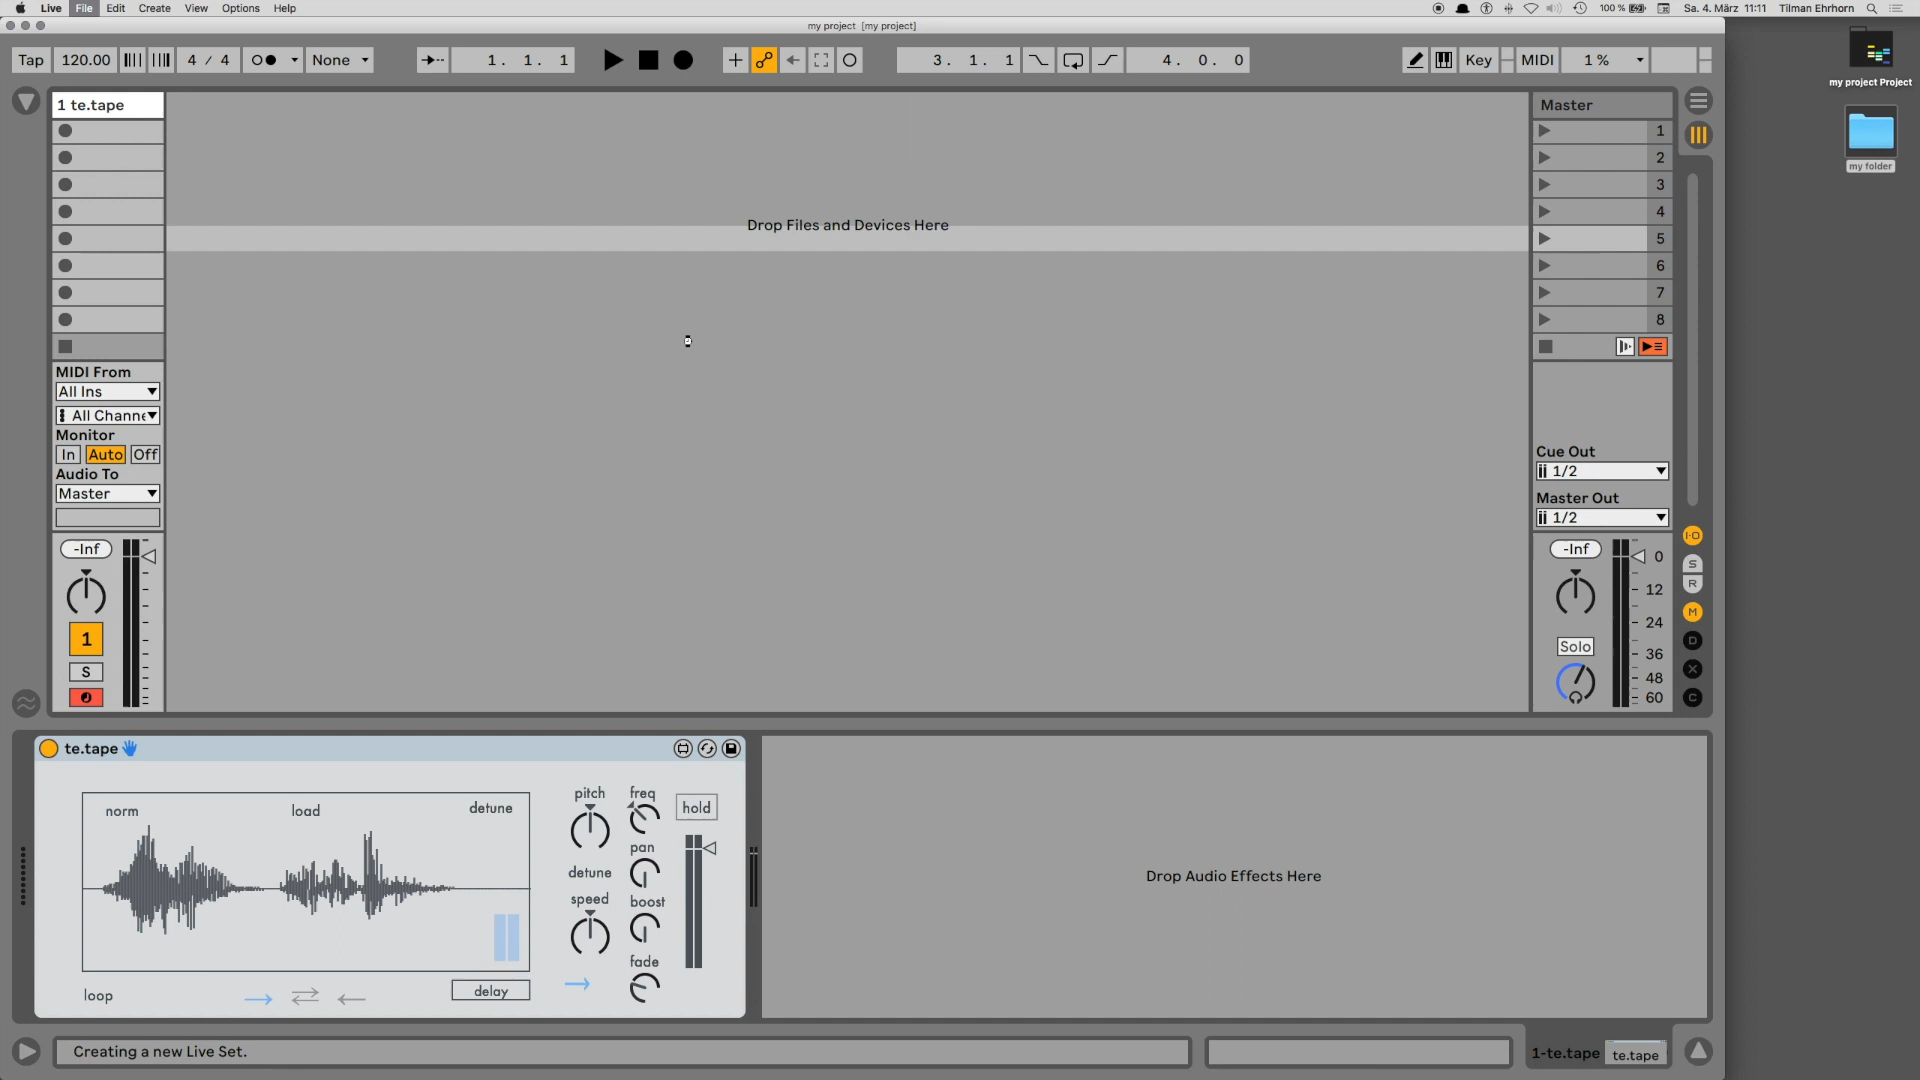 Live File Edit Create View Options Help
100 % Sa. 4. März 11:11 Tilman Ehrhorn
my project [my project]
Tap 120.00 4 / 4 None 1. 1. 1 3. 1. 1 4. 0. 0 Key MIDI 1 %
my project Project
my folder
1 te.tape
Master
1
2
3
4
5
6
7
8
Drop Files and Devices Here
MIDI From
All Ins
All Channe
Monitor
In Auto Off
Audio To
Master
Cue Out
1/2
Master Out
1/2
-Inf
1
S
-Inf
Solo
0
12
24
36
48
60
I·O
S
R
M
D
X
C
te.tape
norm load detune
pitch freq hold
pan
detune
speed boost
fade
loop delay
Drop Audio Effects Here
Creating a new Live Set.
1-te.tape te.tape